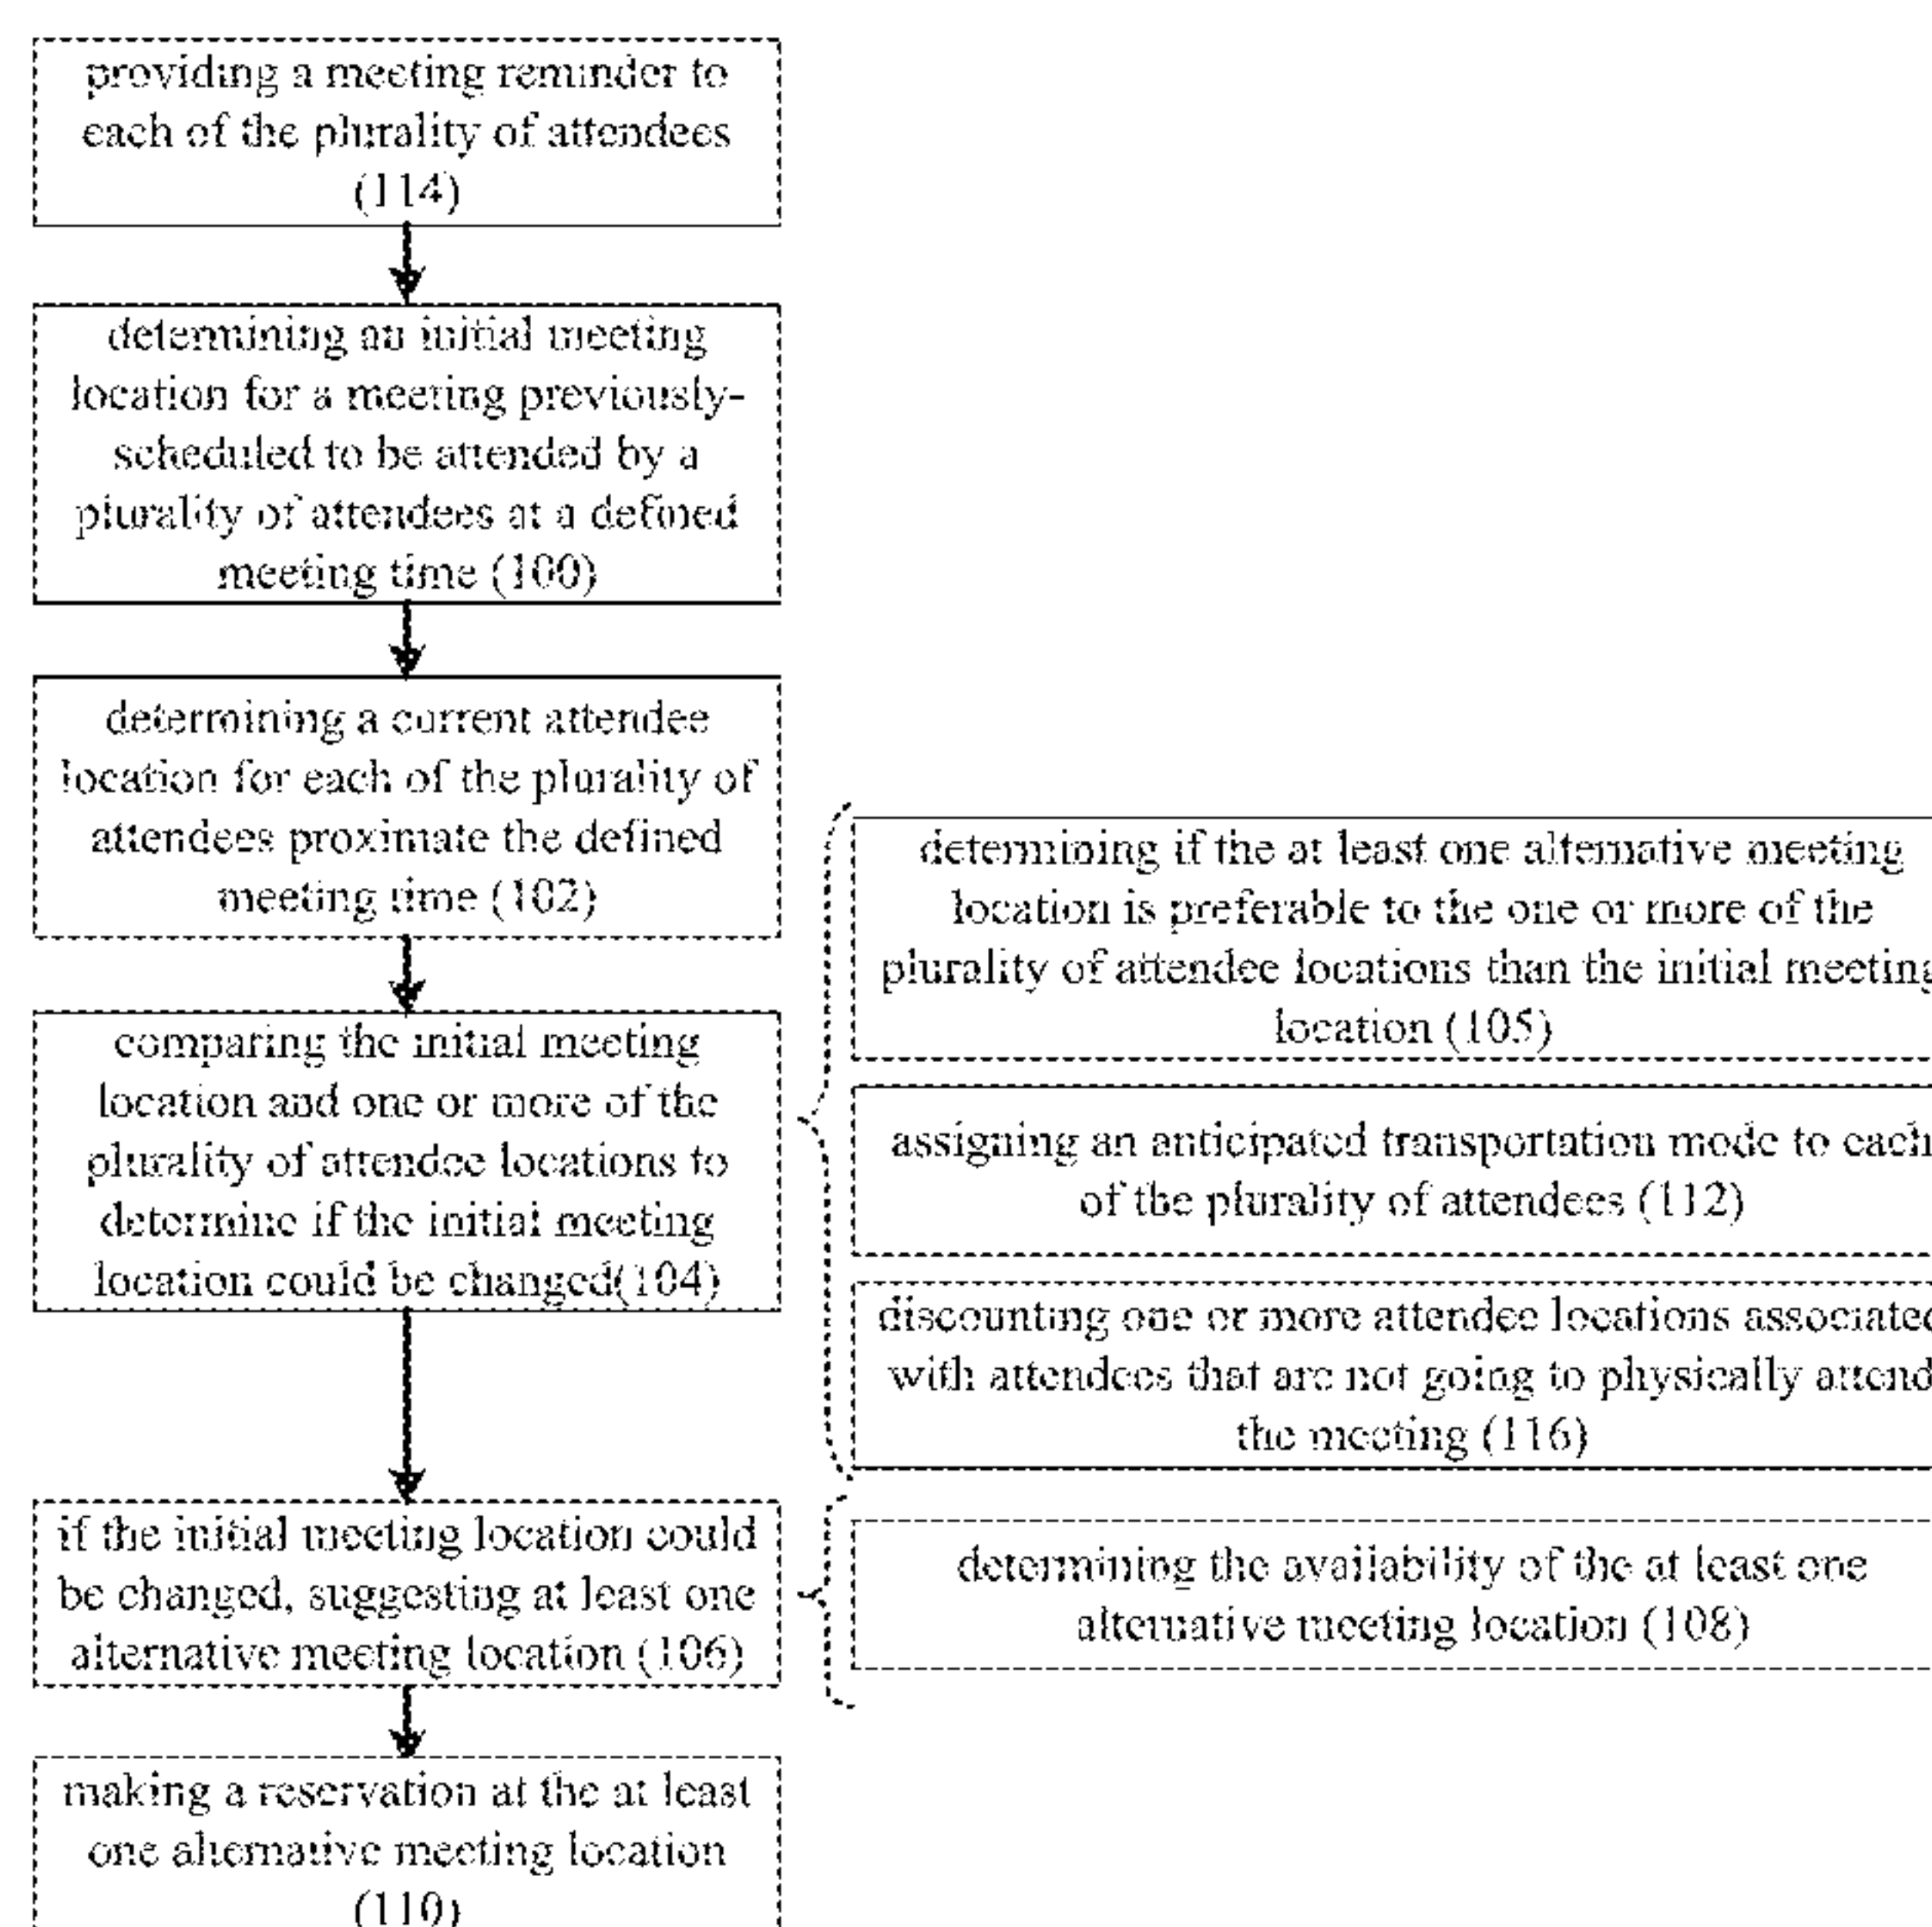 providing a meeting reminder to
each of the plurality of attendees
(114)
determining an initial meeting
location for a meeting previously-
scheduled to be attended by a
plurality of attendees at a defined
meeting time (100)
determining a current attendee
location for each of the plurality of
attendees proximate the defined
meeting time (102)
comparing the initial meeting
location and one or more of the
plurality of attendee locations to
determine if the initial meeting
location could be changed(104)
determining if the at least one alternative meeting
location is preferable to the one or more of the
plurality of attendee locations than the initial meeting
location (105)
assigning an anticipated transportation mode to each
of the plurality of attendees (112)
discounting one or more attendee locations associated
with attendees that are not going to physically attend
the meeting (116)
if the initial meeting location could
be changed, suggesting at least one
alternative meeting location (106)
determining the availability of the at least one
alternative meeting location (108)
making a reservation at the at least
one alternative meeting location
(110)